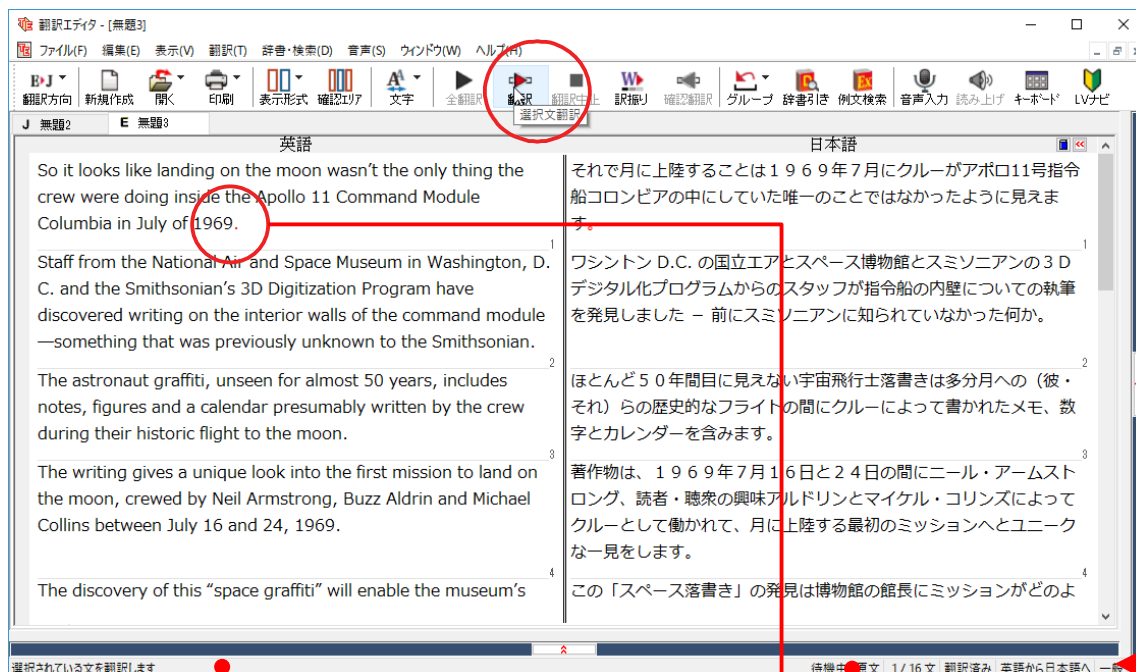 翻訳エディタ - [無題3]
ファイル(F) 編集(E) 表示(V) 翻訳(T) 辞書・検索(D) 音声(S) ウィンドウ(W) ヘルプ(H)
翻訳方向 新規作成 開く 印刷 表示形式 確認エリア 文字 全翻訳 翻訳 翻訳中止 訳振り 確認翻訳 グループ 辞書引き 例文検索 音声入力 読み上げ キーボード LVナビ
選択文翻訳
J 無題2 E 無題3
英語
So it looks like landing on the moon wasn't the only thing the
crew were doing inside the Apollo 11 Command Module
Columbia in July of 1969.
1
Staff from the National Air and Space Museum in Washington, D.
C. and the Smithsonian's 3D Digitization Program have
discovered writing on the interior walls of the command module
—something that was previously unknown to the Smithsonian.
2
The astronaut graffiti, unseen for almost 50 years, includes
notes, figures and a calendar presumably written by the crew
during their historic flight to the moon.
3
The writing gives a unique look into the first mission to land on
the moon, crewed by Neil Armstrong, Buzz Aldrin and Michael
Collins between July 16 and 24, 1969.
4
The discovery of this “space graffiti” will enable the museum's
日本語
それで月に上陸することは１９６９年７月にクルーがアポロ11号指令
船コロンビアの中にしていた唯一のことではなかったように見えま
す。
1
ワシントン D.C. の国立エアとスペース博物館とスミソニアンの３Ｄ
デジタル化プログラムからのスタッフが指令船の内壁についての執筆
を発見しました － 前にスミソニアンに知られていなかった何か。
2
ほとんど５０年間目に見えない宇宙飛行士落書きは多分月への（彼・
それ）らの歴史的なフライトの間にクルーによって書かれたメモ、数
字とカレンダーを含みます。
3
著作物は、１９６９年７月１６日と２４日の間にニール・アームスト
ロング、読者・聴衆の興味アルドリンとマイケル・コリンズによって
クルーとして働かれて、月に上陸する最初のミッションへとユニーク
な一見をします。
4
この「スペース落書き」の発見は博物館の館長にミッションがどのよ
選択されている文を翻訳します 待機中 原文 1/16 文 翻訳済み 英語から日本語へ 一般